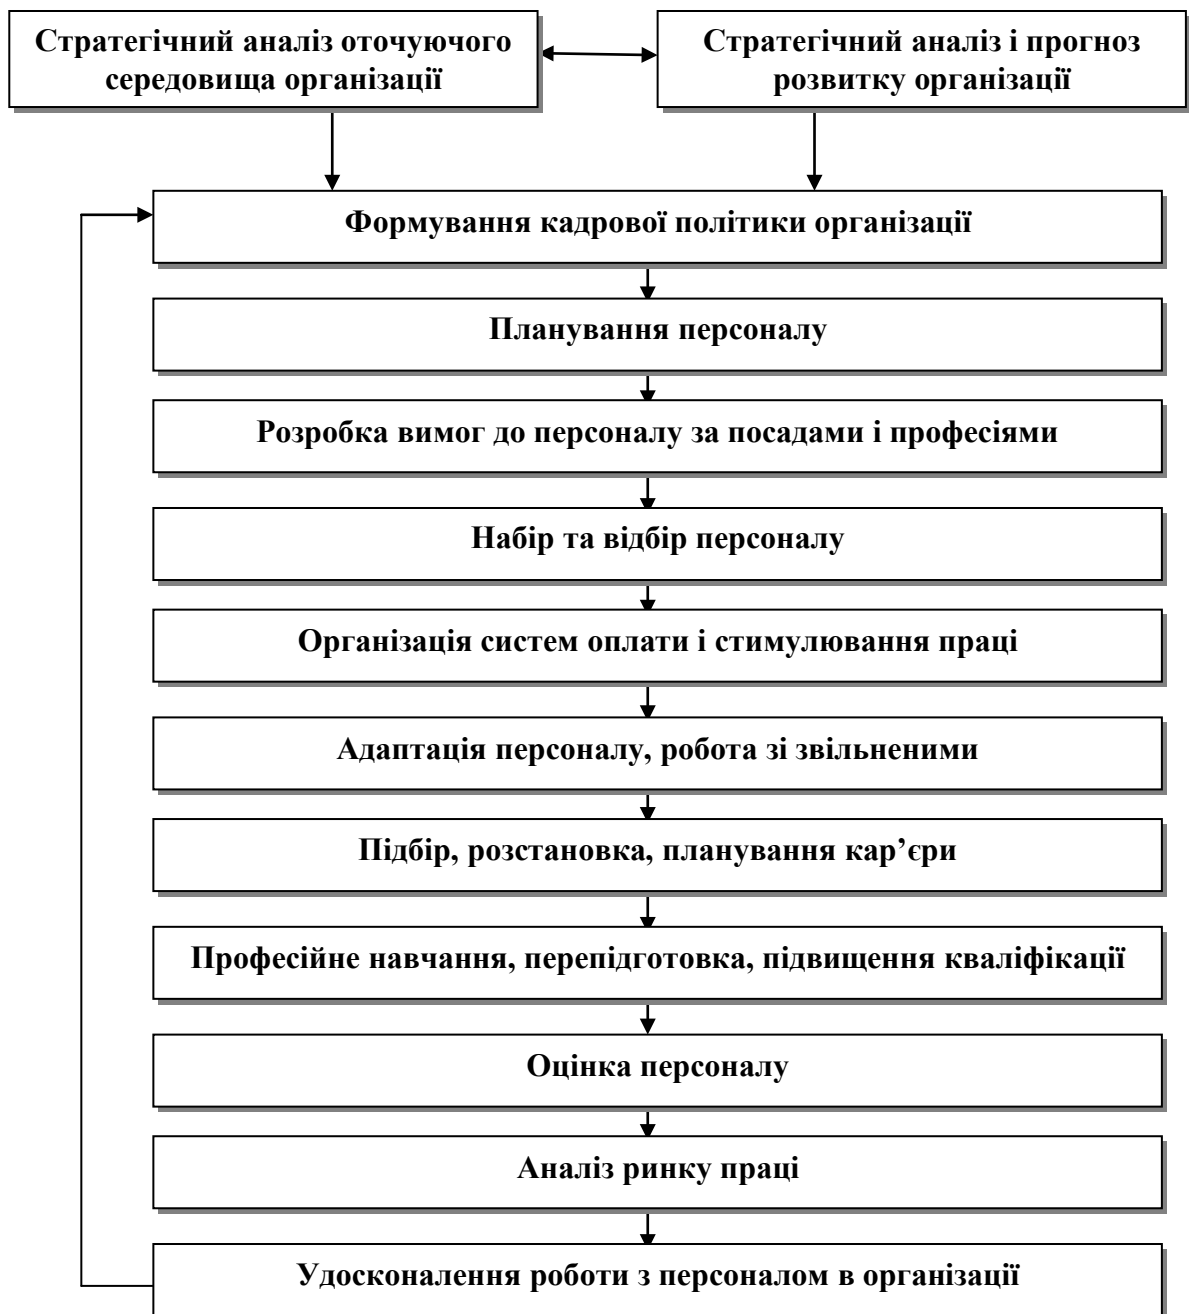 Стратегічний аналіз оточуючого
середовища організації
Стратегічний аналіз і прогноз
розвитку організації
Формування кадрової політики організації
Планування персоналу
Розробка вимог до персоналу за посадами і професіями
Набір та відбір персоналу
Організація систем оплати і стимулювання праці
Адаптація персоналу, робота зі звільненими
Підбір, розстановка, планування кар’єри
Професійне навчання, перепідготовка, підвищення кваліфікації
Оцінка персоналу
Аналіз ринку праці
Удосконалення роботи з персоналом в організації